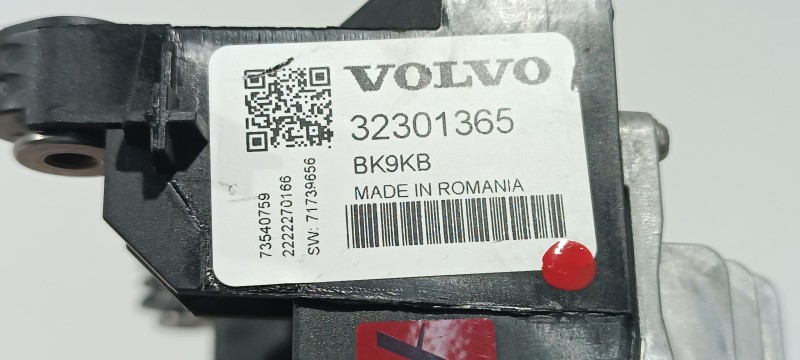 VOLVO
32301365
BK9KB
MADE IN ROMANIA
73540759
2222270166
SW: 71739656